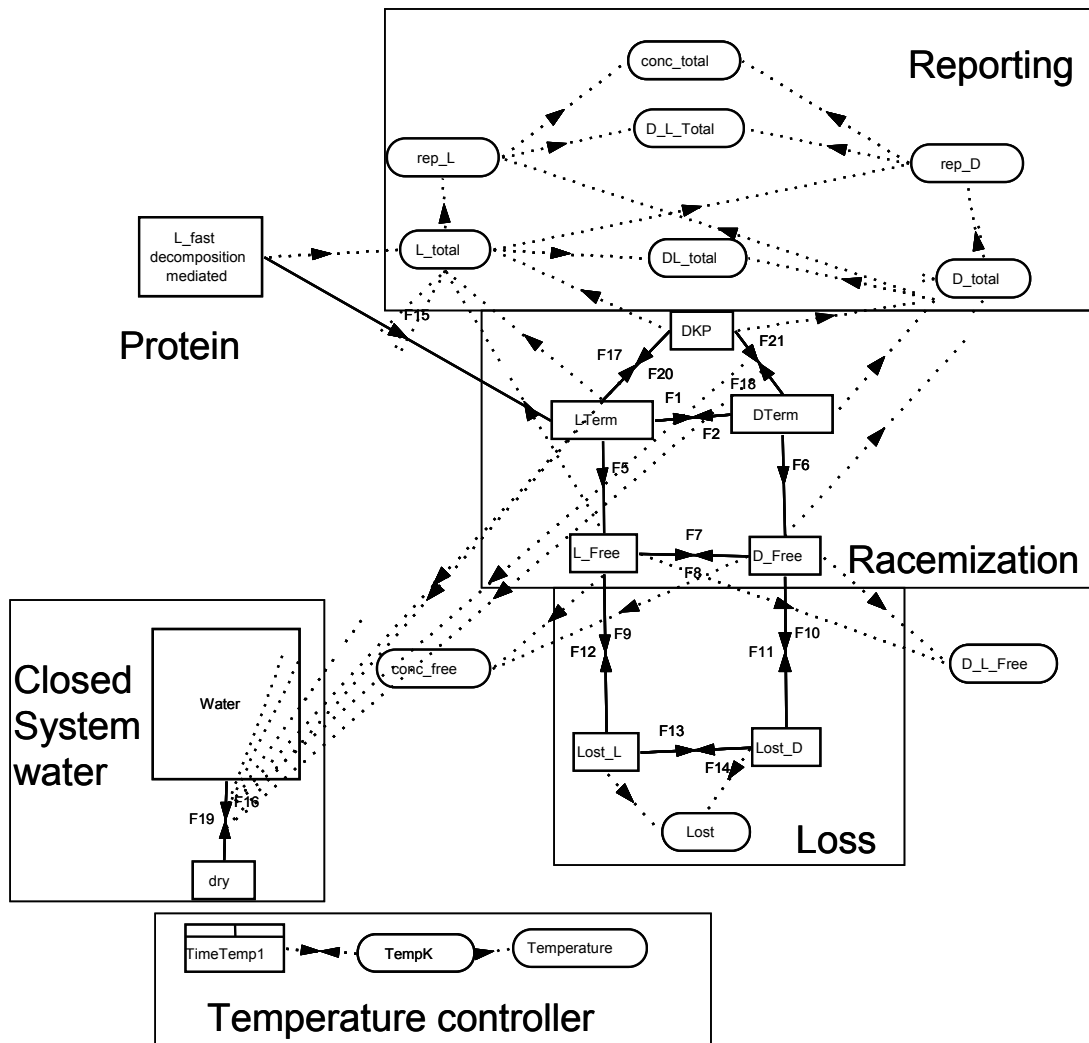 conc_total
Reporting
D_L_Total
rep_L
rep_D
L_fast
decomposition
mediated
L_total
DL_total
D_total
Protein
F15
DKP
F17
F21
F20
F18
F1
LTerm
DTerm
F2
F5
F6
L_Free
F7
D_Free
F8
Racemization
F9
F10
F12
F11
conc_free
D_L_Free
Closed
System
water
Water
F13
Lost_L
Lost_D
F14
F16
F19
Lost
Loss
dry
TimeTemp1
TempK
Temperature
Temperature controller